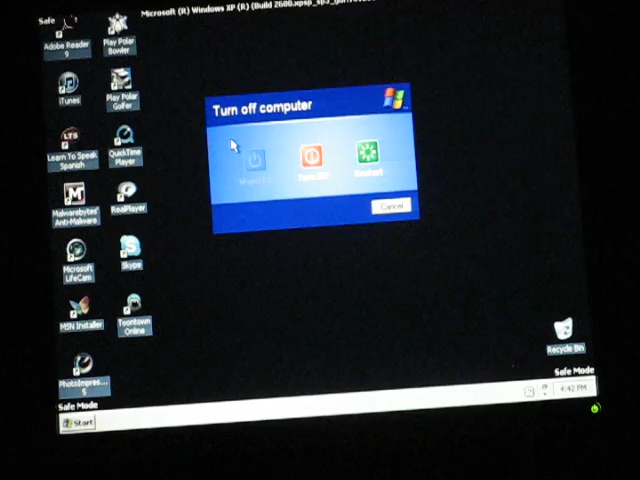 Safe
Microsoft (R) Windows XP (R) (Build 2600.xpsp_sp3_
Adobe Reader
9
Play Polar
Bowler
iTunes
Play Polar
Golfer
LTS
Learn To Speak
Spanish
QuickTime
Player
Malwarebytes'
Anti-Malware
RealPlayer
Microsoft
LifeCam
Skype
MSN Installer
Toontown
Online
PhotoImpres...
5
Turn off computer
Turn Off
Restart
Cancel
Recycle Bin
Safe Mode
Safe Mode
Start
4:42 PM